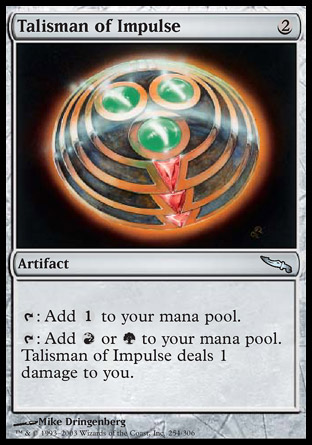 Talisman of Impulse 2
Artifact
: Add 1 to your mana pool.
: Add or to your mana pool.
Talisman of Impulse deals 1
damage to you.
Mike Dringenberg
™ & © 1993–2003 Wizards of the Coast, Inc. 254/306